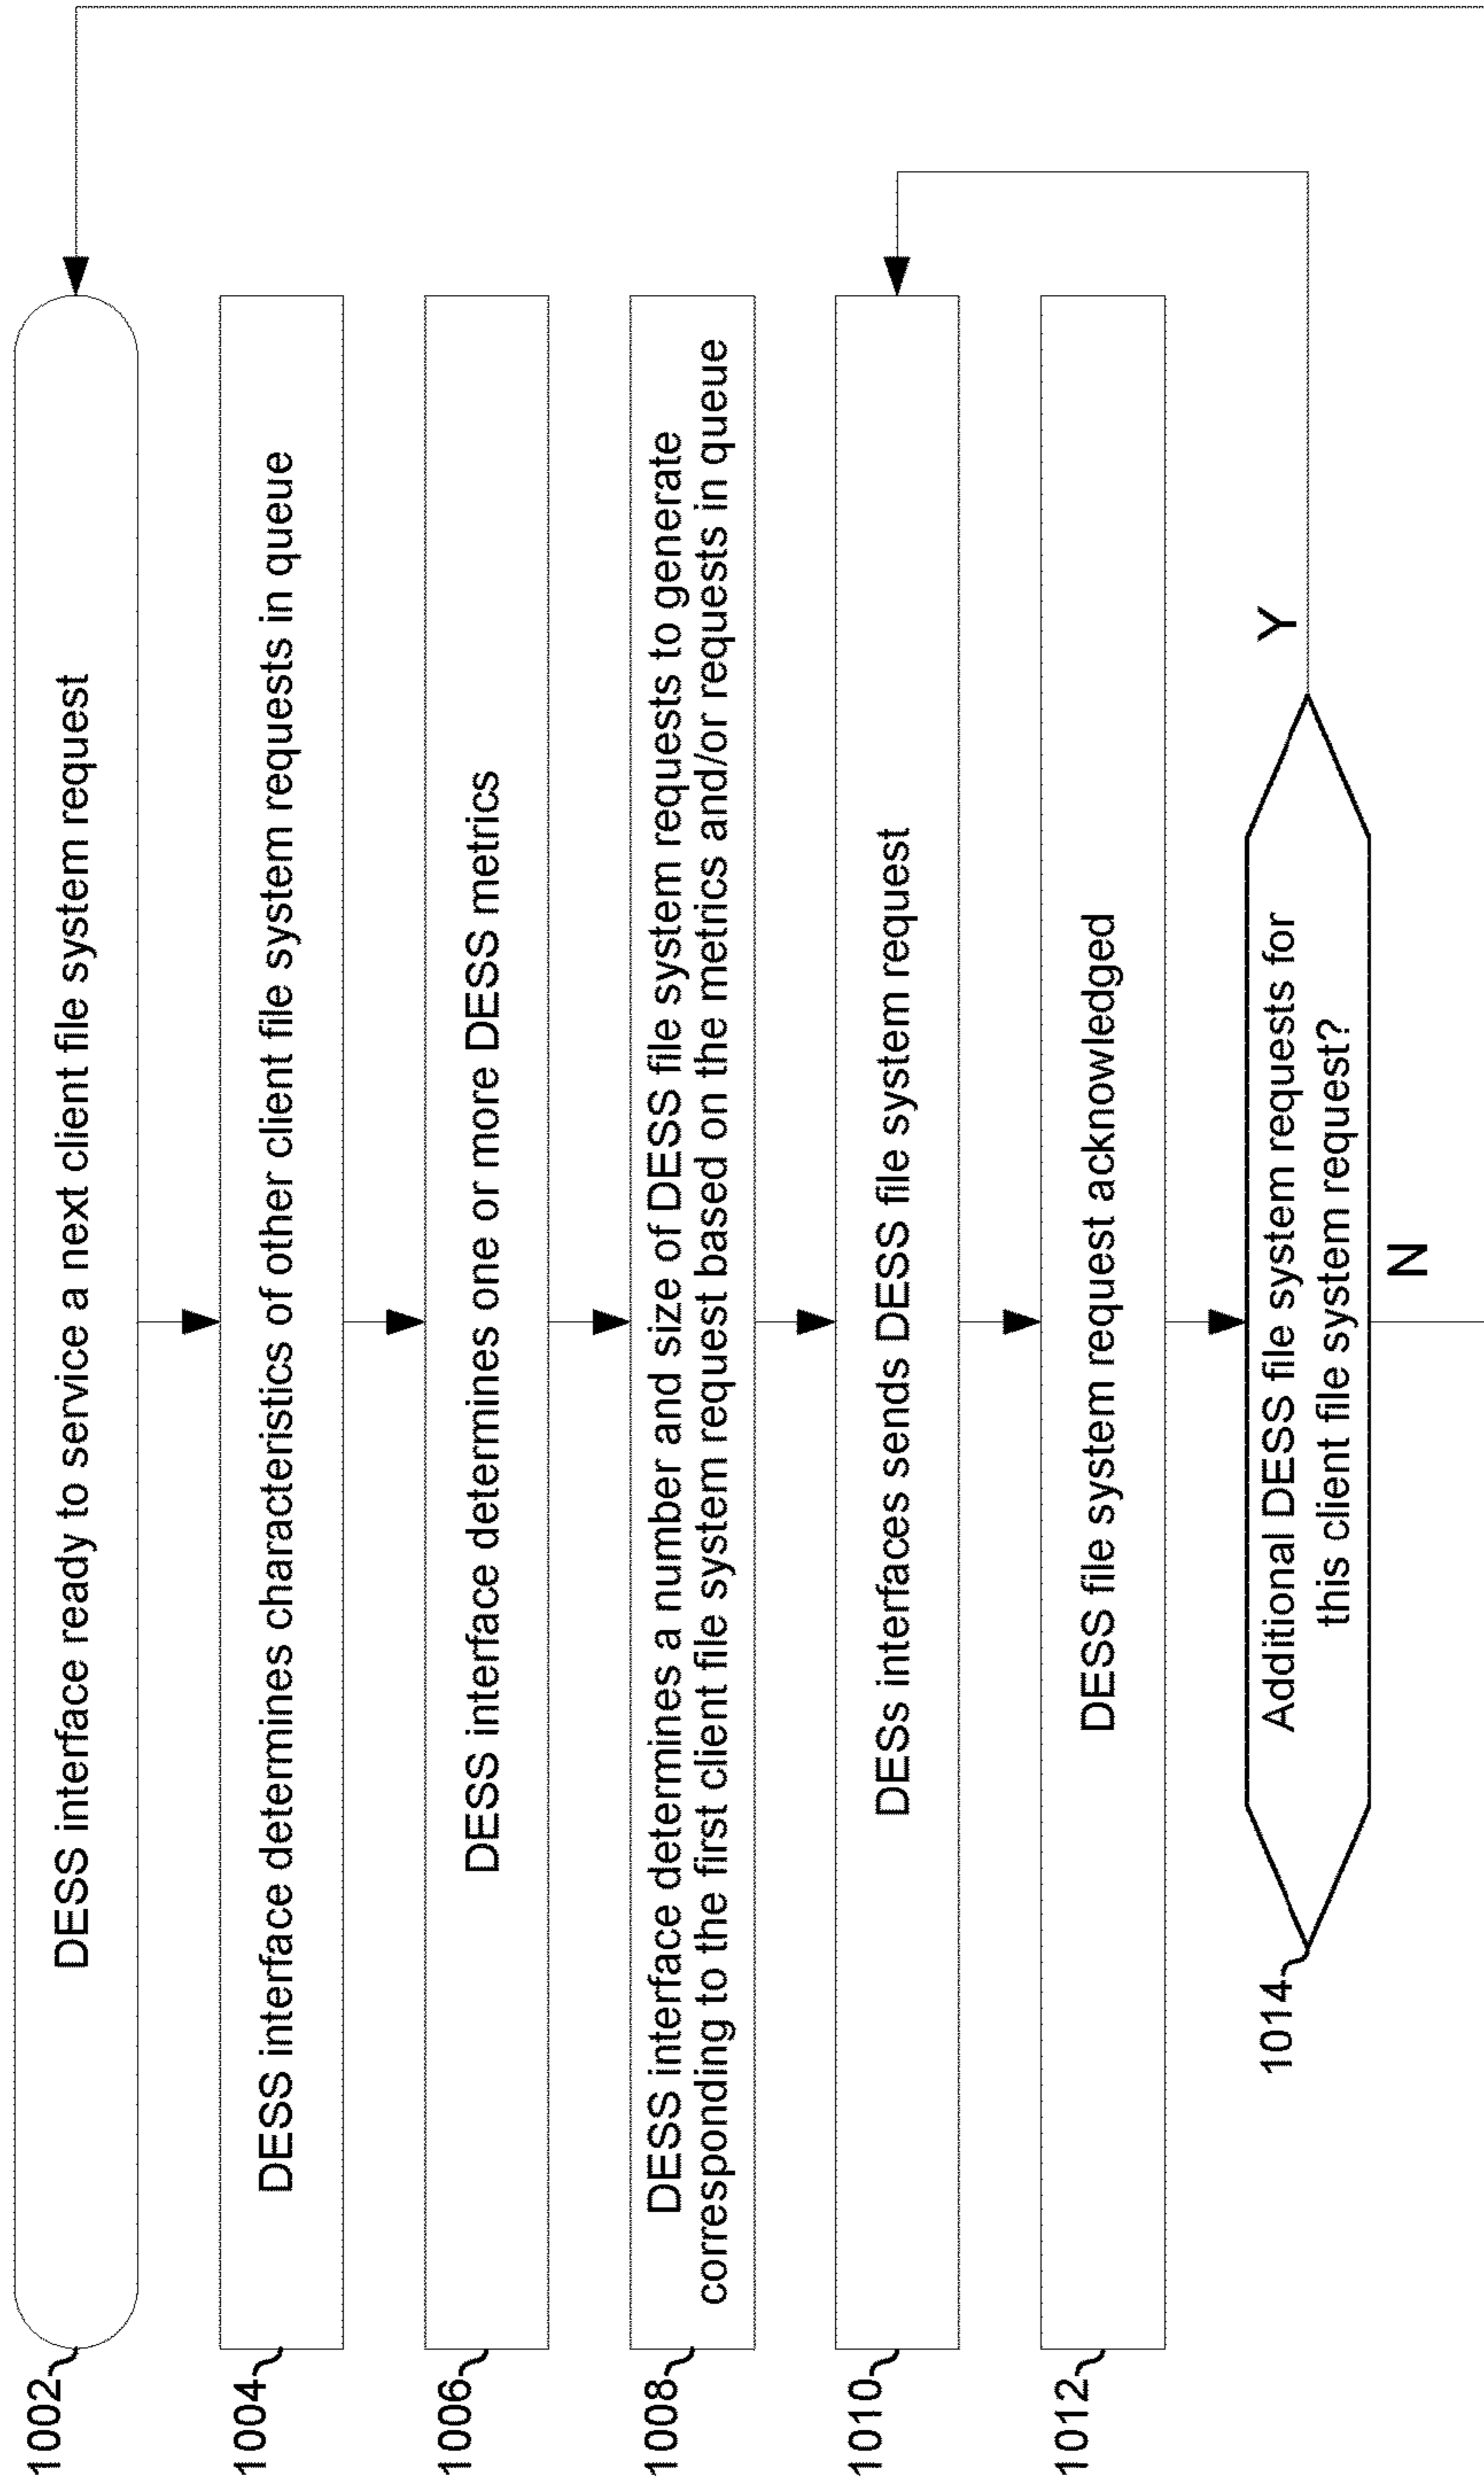 1002
DESS interface ready to service a next client file system request
1004
DESS interface determines characteristics of other client file system requests in queue
1006
DESS interface determines one or more DESS metrics
1008
DESS interface determines a number and size of DESS file system requests to generate
corresponding to the first client file system request based on the metrics and/or requests in queue
1010
DESs interfaces sends DESS file system request
1012
DESS file system request acknowledged
1014
Additional DESS file system requests for
this client file system request?
Y
N